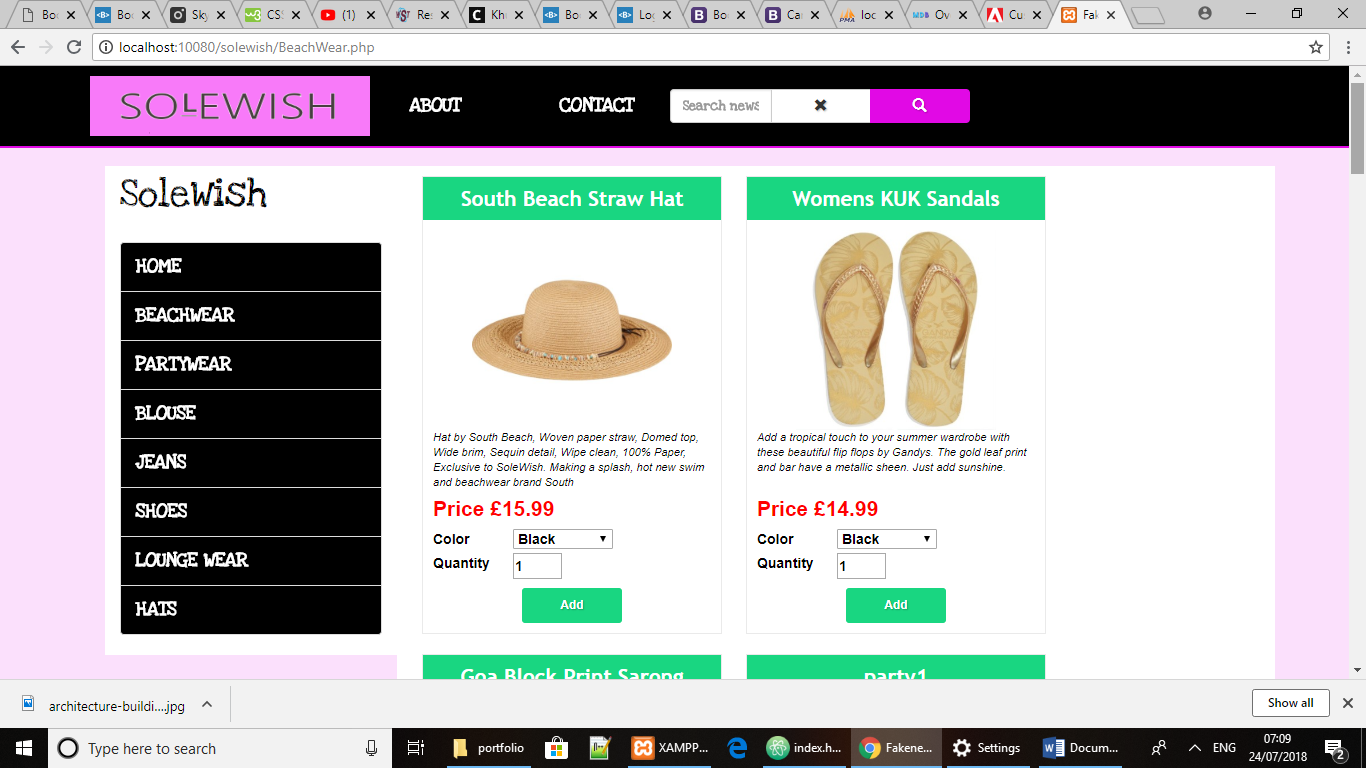 Boo
Boo
Sky
CSS
(1)
Res
Kh
Boo
Log
Bo
Ca
loc
Ov
Cu
Fak
localhost:10080/solewish/BeachWear.php
SOLEWISH
ABOUT
CONTACT
Search news
SoleWish
HOME
BEACHWEAR
PARTYWEAR
BLOUSE
JEANS
SHOES
LOUNGE WEAR
HATS
South Beach Straw Hat
Hat by South Beach, Woven paper straw, Domed top,
Wide brim, Sequin detail, Wipe clean, 100% Paper,
Exclusive to SoleWish. Making a splash, hot new swim
and beachwear brand South
Price £15.99
Color Black
Quantity 1
Add
Womens KUK Sandals
Add a tropical touch to your summer wardrobe with
these beautiful flip flops by Gandys. The gold leaf print
and bar have a metallic sheen. Just add sunshine.
Price £14.99
Color Black
Quantity 1
Add
Goa Block Print Sarong
party1
architecture-buildi....jpg
Show all
Type here to search
portfolio
XAMPP...
index.h...
Fakene...
Settings
Docum...
ENG
07:09
24/07/2018
2